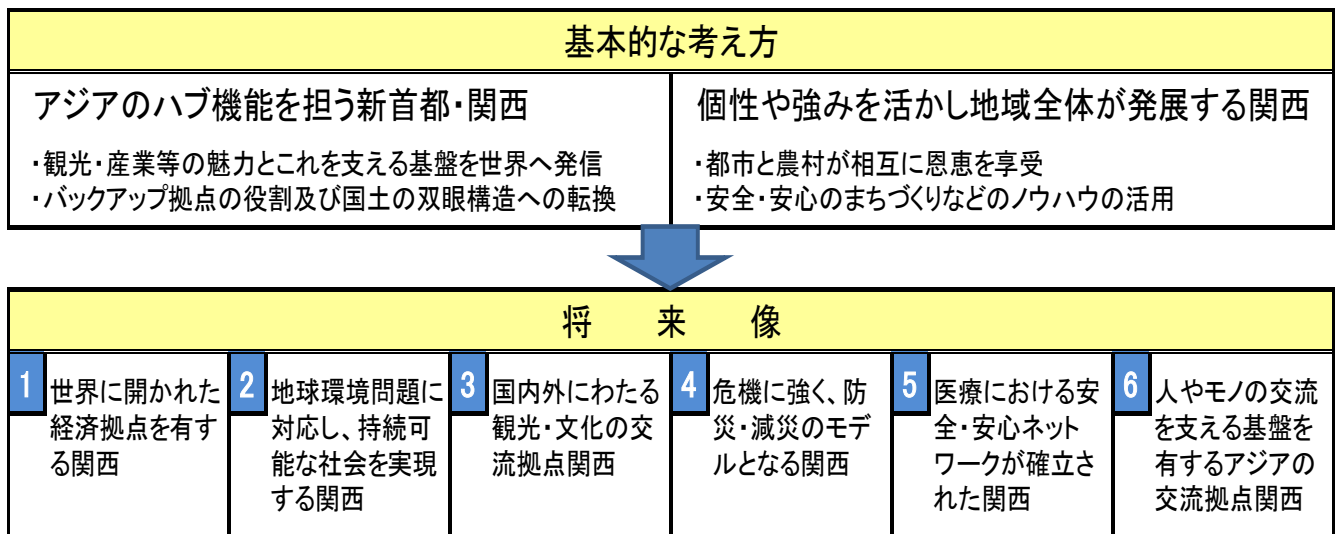 基本的な考え方
アジアのハブ機能を担う新首都・関西
・観光・産業等の魅力とこれを支える基盤を世界へ発信
・バックアップ拠点の役割及び国土の双眼構造への転換
個性や強みを活かし地域全体が発展する関西
・都市と農村が相互に恩恵を享受
・安全・安心のまちづくりなどのノウハウの活用
将　来　像
1
世界に開かれた
経済拠点を有す
る関西
2
地球環境問題に
対応し、持続可
能な社会を実現
する関西
3
国内外にわたる
観光・文化の交
流拠点関西
4
危機に強く、防
災・減災のモデ
ルとなる関西
5
医療における安
全・安心ネット
ワークが確立さ
れた関西
6
人やモノの交流
を支える基盤を
有するアジアの
交流拠点関西